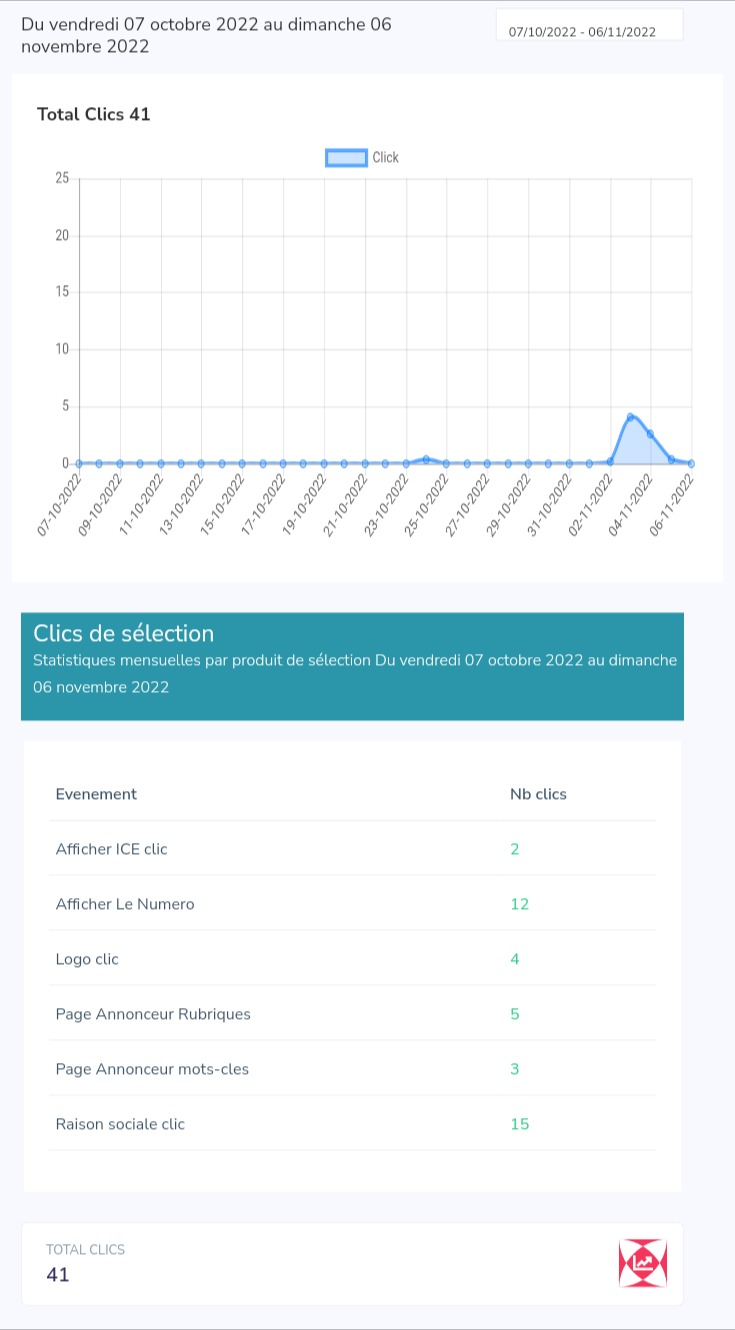 Du vendredi 07 octobre 2022 au dimanche 06
novembre 2022
07/10/2022 - 06/11/2022
Total Clics 41
Click
25
20
15
10
5
0
07-10-2022
09-10-2022
11-10-2022
13-10-2022
15-10-2022
17-10-2022
19-10-2022
21-10-2022
23-10-2022
25-10-2022
27-10-2022
29-10-2022
31-10-2022
02-11-2022
04-11-2022
06-11-2022
Clics de sélection
Statistiques mensuelles par produit de sélection Du vendredi 07 octobre 2022 au dimanche
06 novembre 2022
Evenement Nb clics
Afficher ICE clic 2
Afficher Le Numero 12
Logo clic 4
Page Annonceur Rubriques 5
Page Annonceur mots-cles 3
Raison sociale clic 15
TOTAL CLICS
41